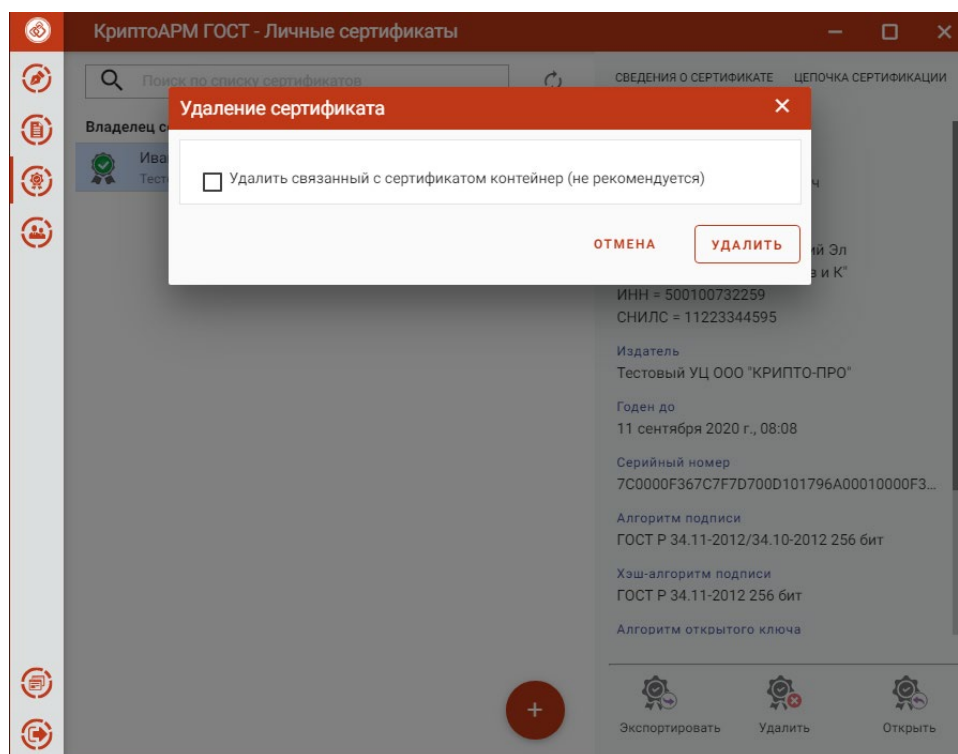 КриптоАРМ ГОСТ - Личные сертификаты
Поиск по списку сертификатов
СВЕДЕНИЯ О СЕРТИФИКАТЕ ЦЕПОЧКА СЕРТИФИКАЦИИ
Удаление сертификата
Владелец
Удалить связанный с сертификатом контейнер (не рекомендуется)
ОТМЕНА УДАЛИТЬ
и К"
ИНН = 500100732259
СНИЛС = 11223344595
Издатель
Тестовый УЦ ООО "КРИПТО-ПРО"
Годен до
11 сентября 2020 г., 08:08
Серийный номер
7C0000F367C7F7D700D101796A00010000F3...
Алгоритм подписи
ГОСТ Р 34.11-2012/34.10-2012 256 бит
Хэш-алгоритм подписи
ГОСТ Р 34.11-2012 256 бит
Алгоритм открытого ключа
Экспортировать Удалить Открыть